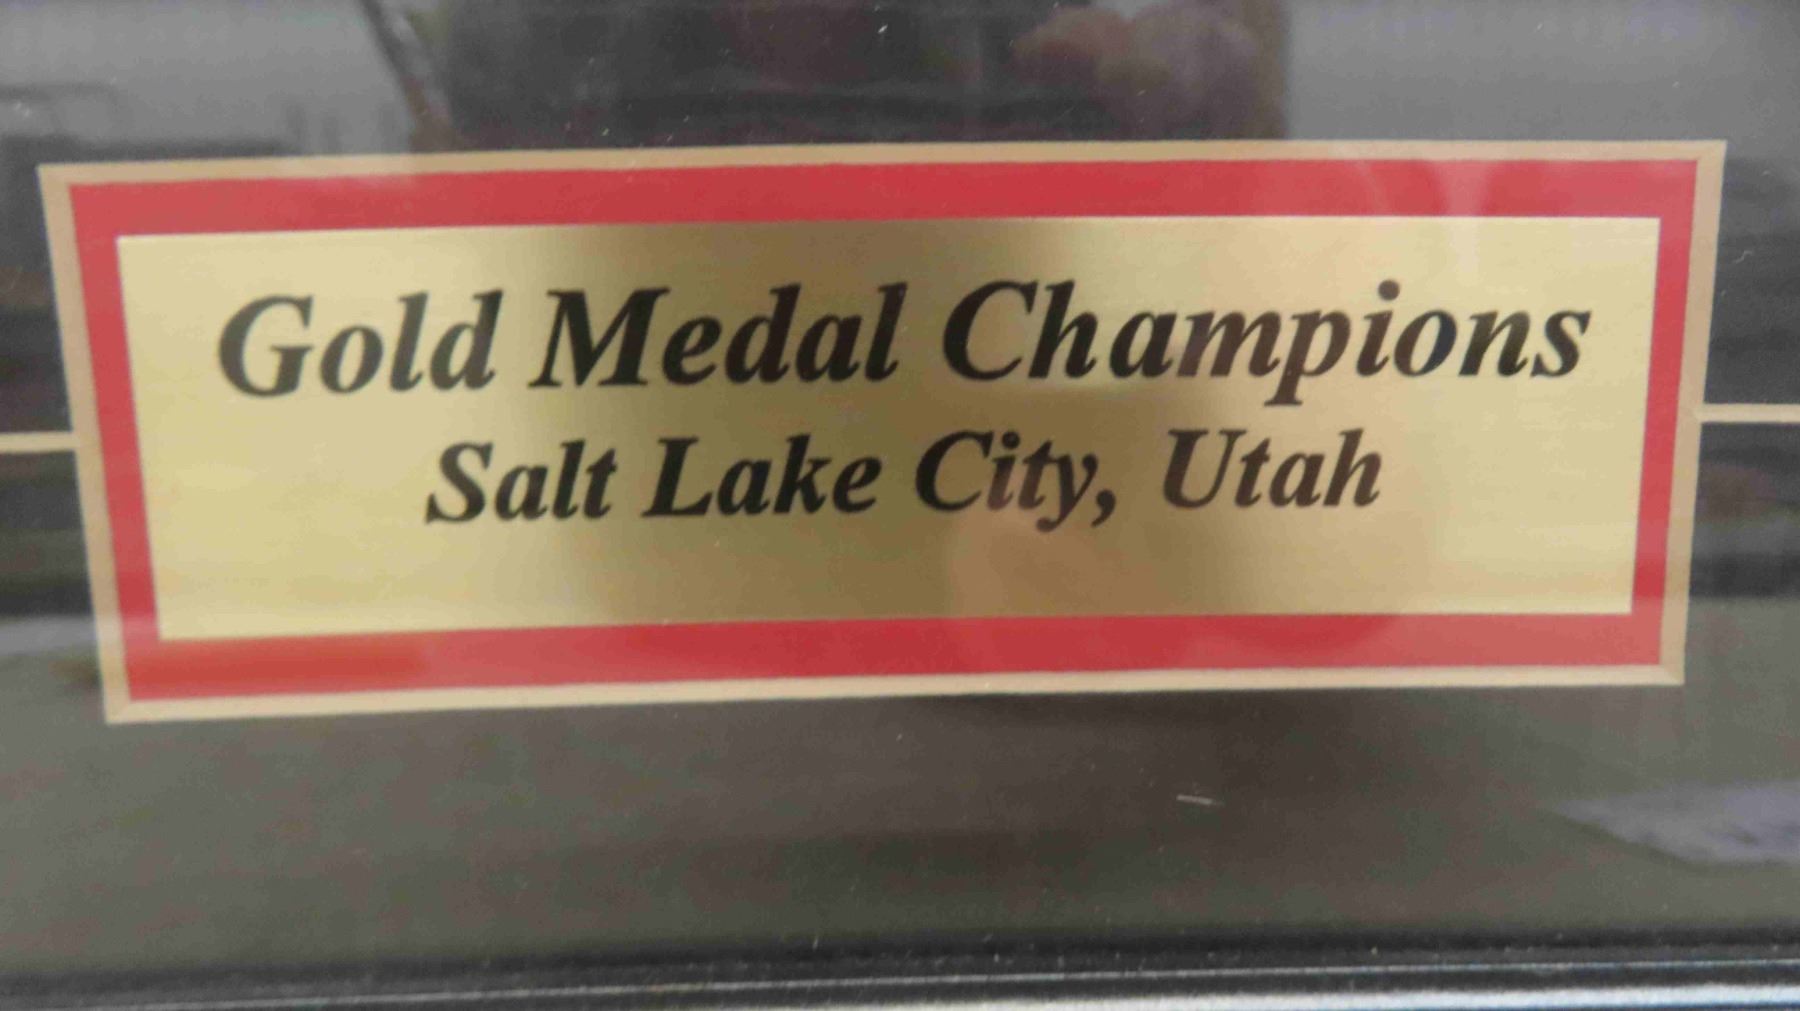 Gold Medal Champions
Salt Lake City, Utah